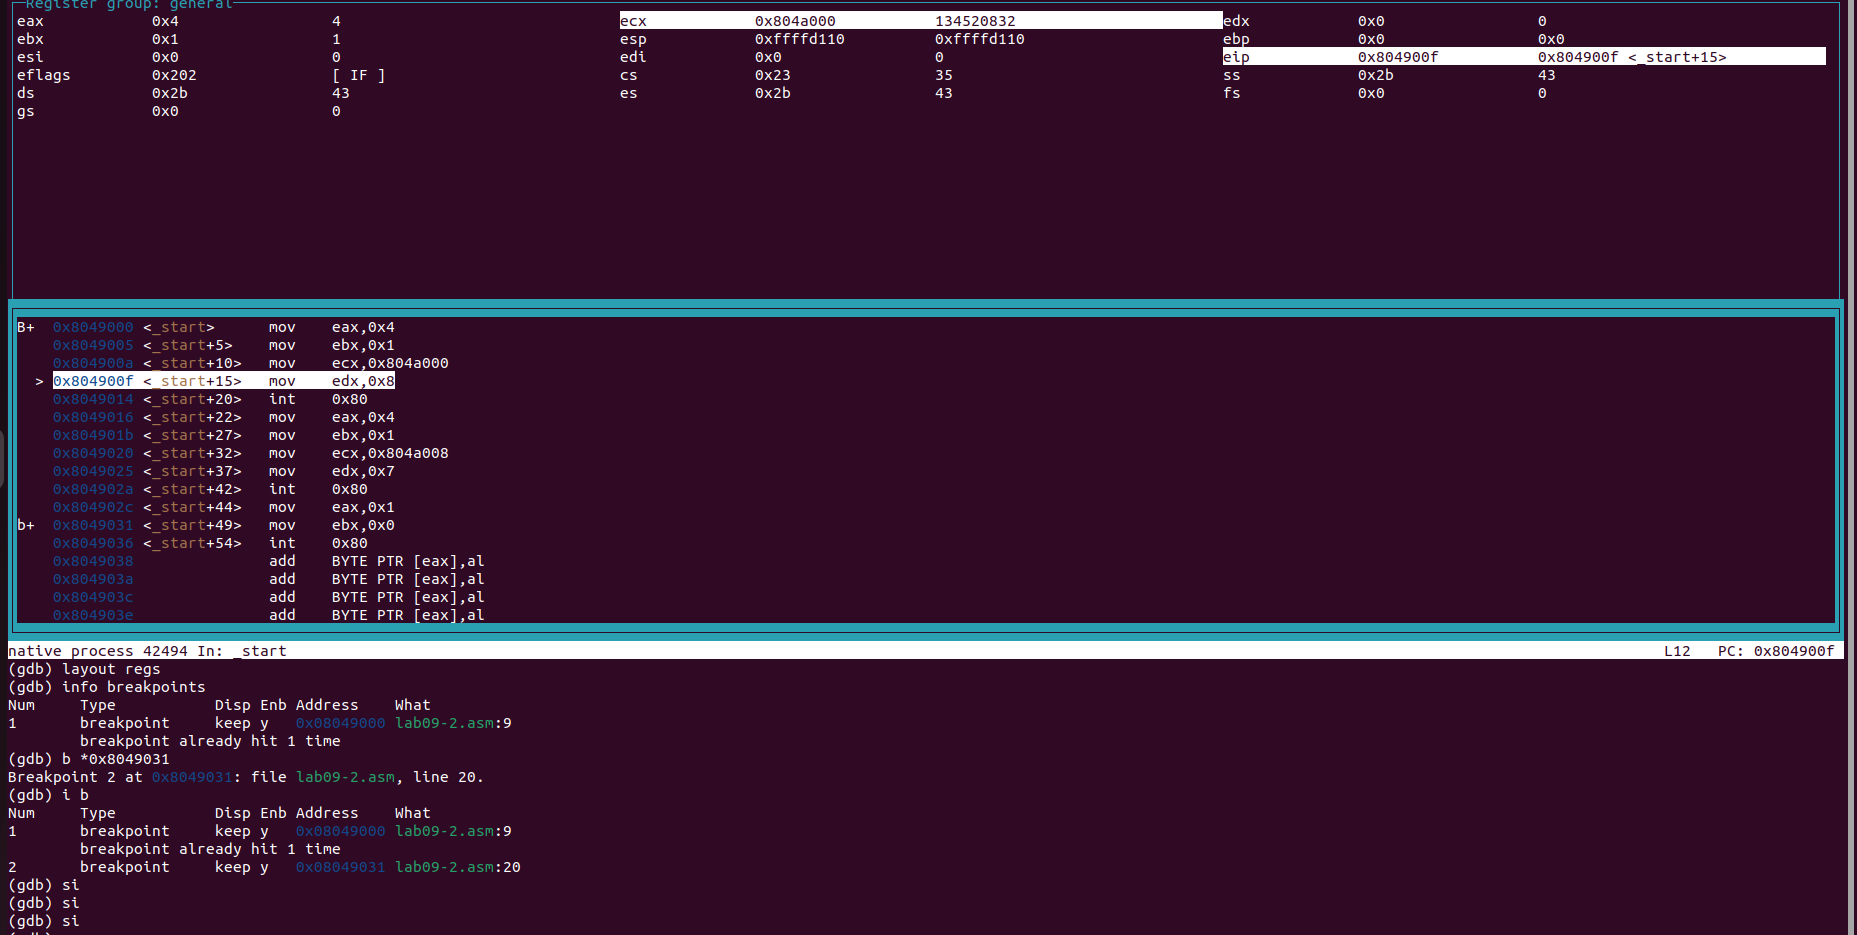 Register group: general
eax 0x4 4 ecx 0x804a000 134520832 edx 0x0 0
ebx 0x1 1 esp 0xffffd110 0xffffd110 ebp 0x0 0x0
esi 0x0 0 edi 0x0 0 eip 0x804900f 0x804900f <_start+15>
eflags 0x202 [ IF ] cs 0x23 35 ss 0x2b 43
ds 0x2b 43 es 0x2b 43 fs 0x0 0
gs 0x0 0
B+ 0x8049000 <_start> mov eax,0x4
0x8049005 <_start+5> mov ebx,0x1
0x804900a <_start+10> mov ecx,0x804a000
> 0x804900f <_start+15> mov edx,0x8
0x8049014 <_start+20> int 0x80
0x8049016 <_start+22> mov eax,0x4
0x804901b <_start+27> mov ebx,0x1
0x8049020 <_start+32> mov ecx,0x804a008
0x8049025 <_start+37> mov edx,0x7
0x804902a <_start+42> int 0x80
0x804902c <_start+44> mov eax,0x1
b+ 0x8049031 <_start+49> mov ebx,0x0
0x8049036 <_start+54> int 0x80
0x8049038 add BYTE PTR [eax],al
0x804903a add BYTE PTR [eax],al
0x804903c add BYTE PTR [eax],al
0x804903e add BYTE PTR [eax],al
native process 42494 In: _start L12 PC: 0x804900f
(gdb) layout regs
(gdb) info breakpoints
Num Type Disp Enb Address What
1 breakpoint keep y 0x08049000 lab09-2.asm:9
breakpoint already hit 1 time
(gdb) b *0x8049031
Breakpoint 2 at 0x8049031: file lab09-2.asm, line 20.
(gdb) i b
Num Type Disp Enb Address What
1 breakpoint keep y 0x08049000 lab09-2.asm:9
breakpoint already hit 1 time
2 breakpoint keep y 0x08049031 lab09-2.asm:20
(gdb) si
(gdb) si
(gdb) si